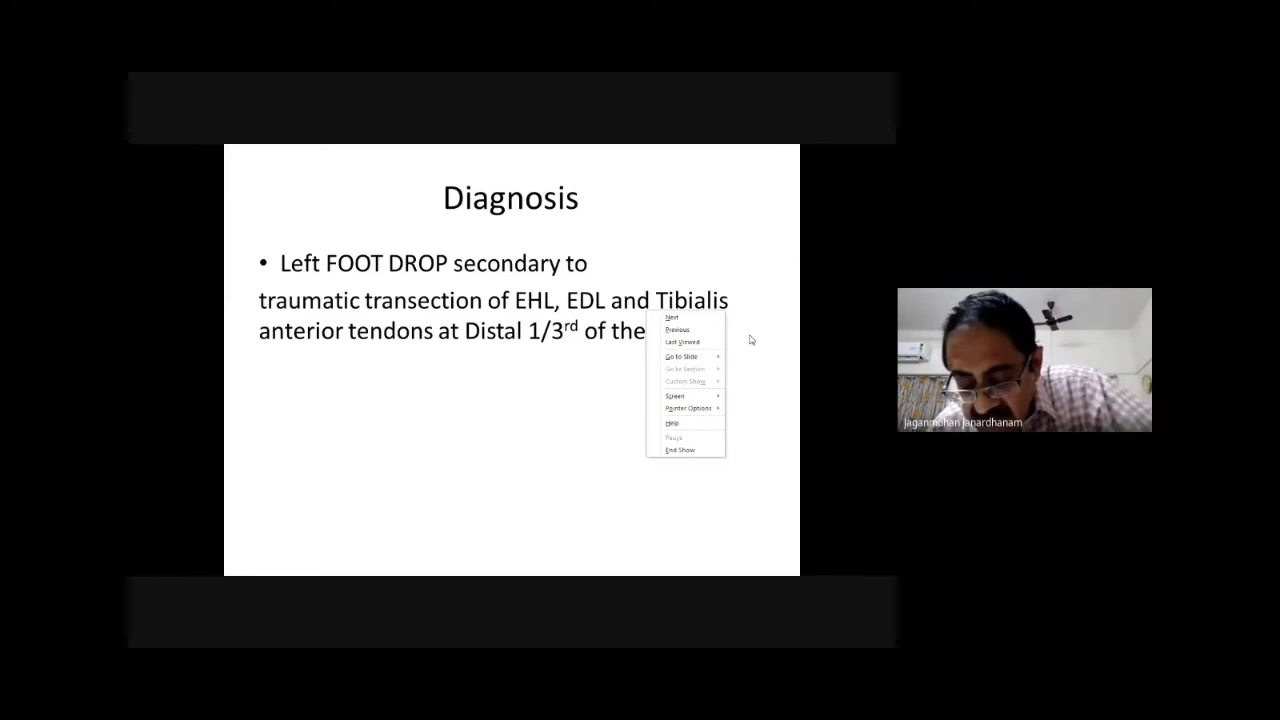 Diagnosis
• Left FOOT DROP secondary to
traumatic transection of EHL, EDL and Tibialis
anterior tendons at Distal 1/3rd of the
Next
Previous
Last Viewed
Go to Slide
Go to Section
Custom Show
Screen
Pointer Options
Help
Pause
End Show
Jaganmohan Janardhanam